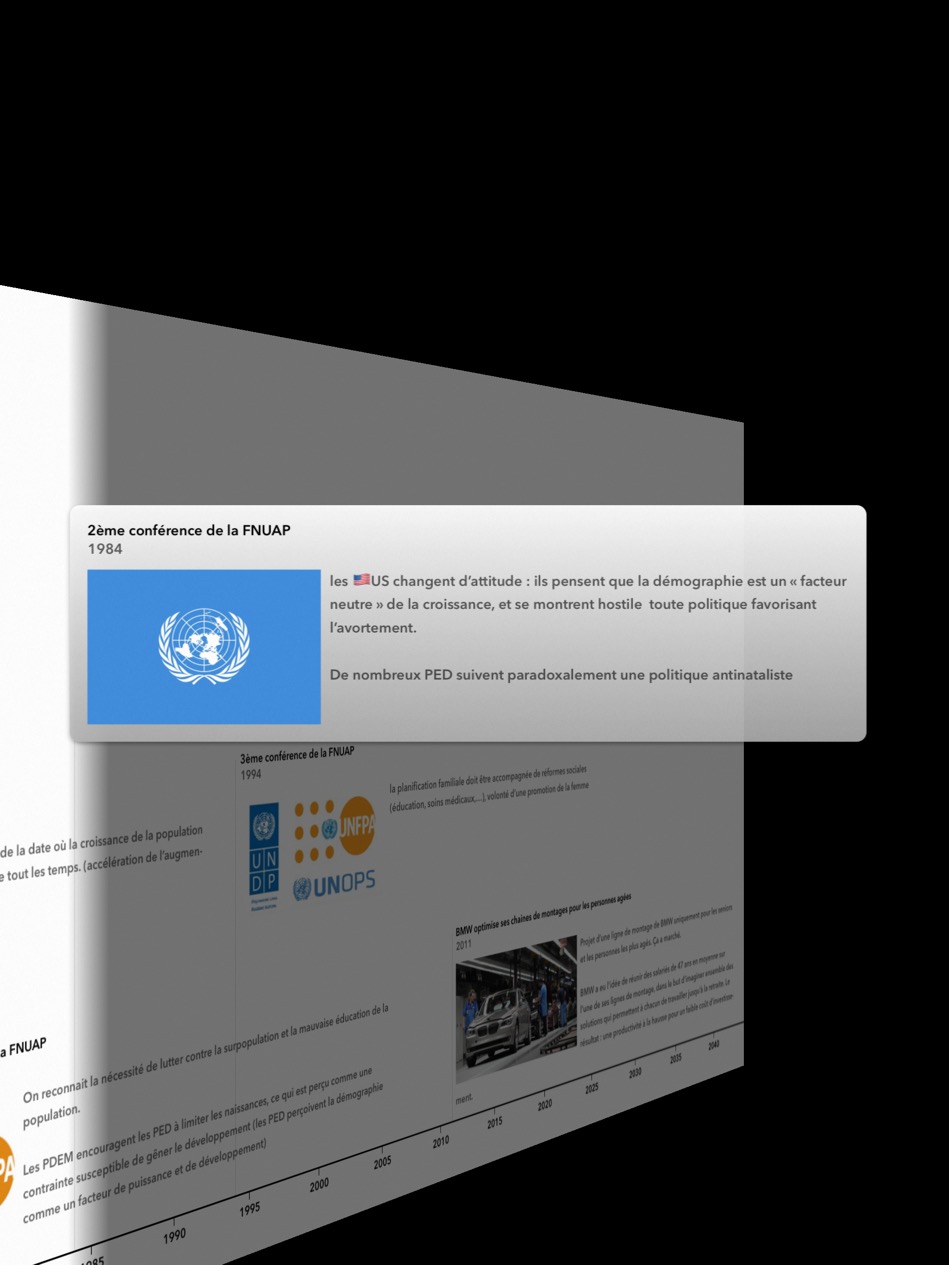 2ème conférence de la FNUAP
1984
les 🇺🇸US changent d’attitude : ils pensent que la démographie est un « facteur
neutre » de la croissance, et se montrent hostile  toute politique favorisant
l’avortement.
De nombreux PED suivent paradoxalement une politique antinataliste
3ème conférence de la FNUAP
1994
la planification familiale doit être accompagnée de réformes sociales
(éducation, soins médicaux,...), volonté d’une promotion de la femme
UN
DP
UNFPA
UNOPS
de la date où la croissance de la population
e tout les temps. (accélération de l’augmen-
BMW optimise ses chaines de montages pour les personnes agées
2011
Projet d’une ligne de montage de BMW uniquement pour les seniors
et les personnes les plus agés. Ça a marché.
BMW a eu l’idée de réunir des salariés de 47 ans en moyenne sur
l’une de ses lignes de montage, dans le but d’imaginer ensemble des
solutions qui permettent à chacun de travailler jusqu’à la retraite. Le
résultat : une productivité à la hausse pour un faible coût d’investisse-
ment.
a FNUAP
On reconnait la nécessité de lutter contre la surpopulation et la mauvaise éducation de la
population.
Les PDEM encouragent les PED à limiter les naissances, ce qui est perçu comme une
contrainte susceptible de gêner le développement (les PED perçoivent la démographie
comme un facteur de puissance et de développement)
PA
985
1990
1995
2000
2005
2010
2015
2020
2025
2030
2035
2040